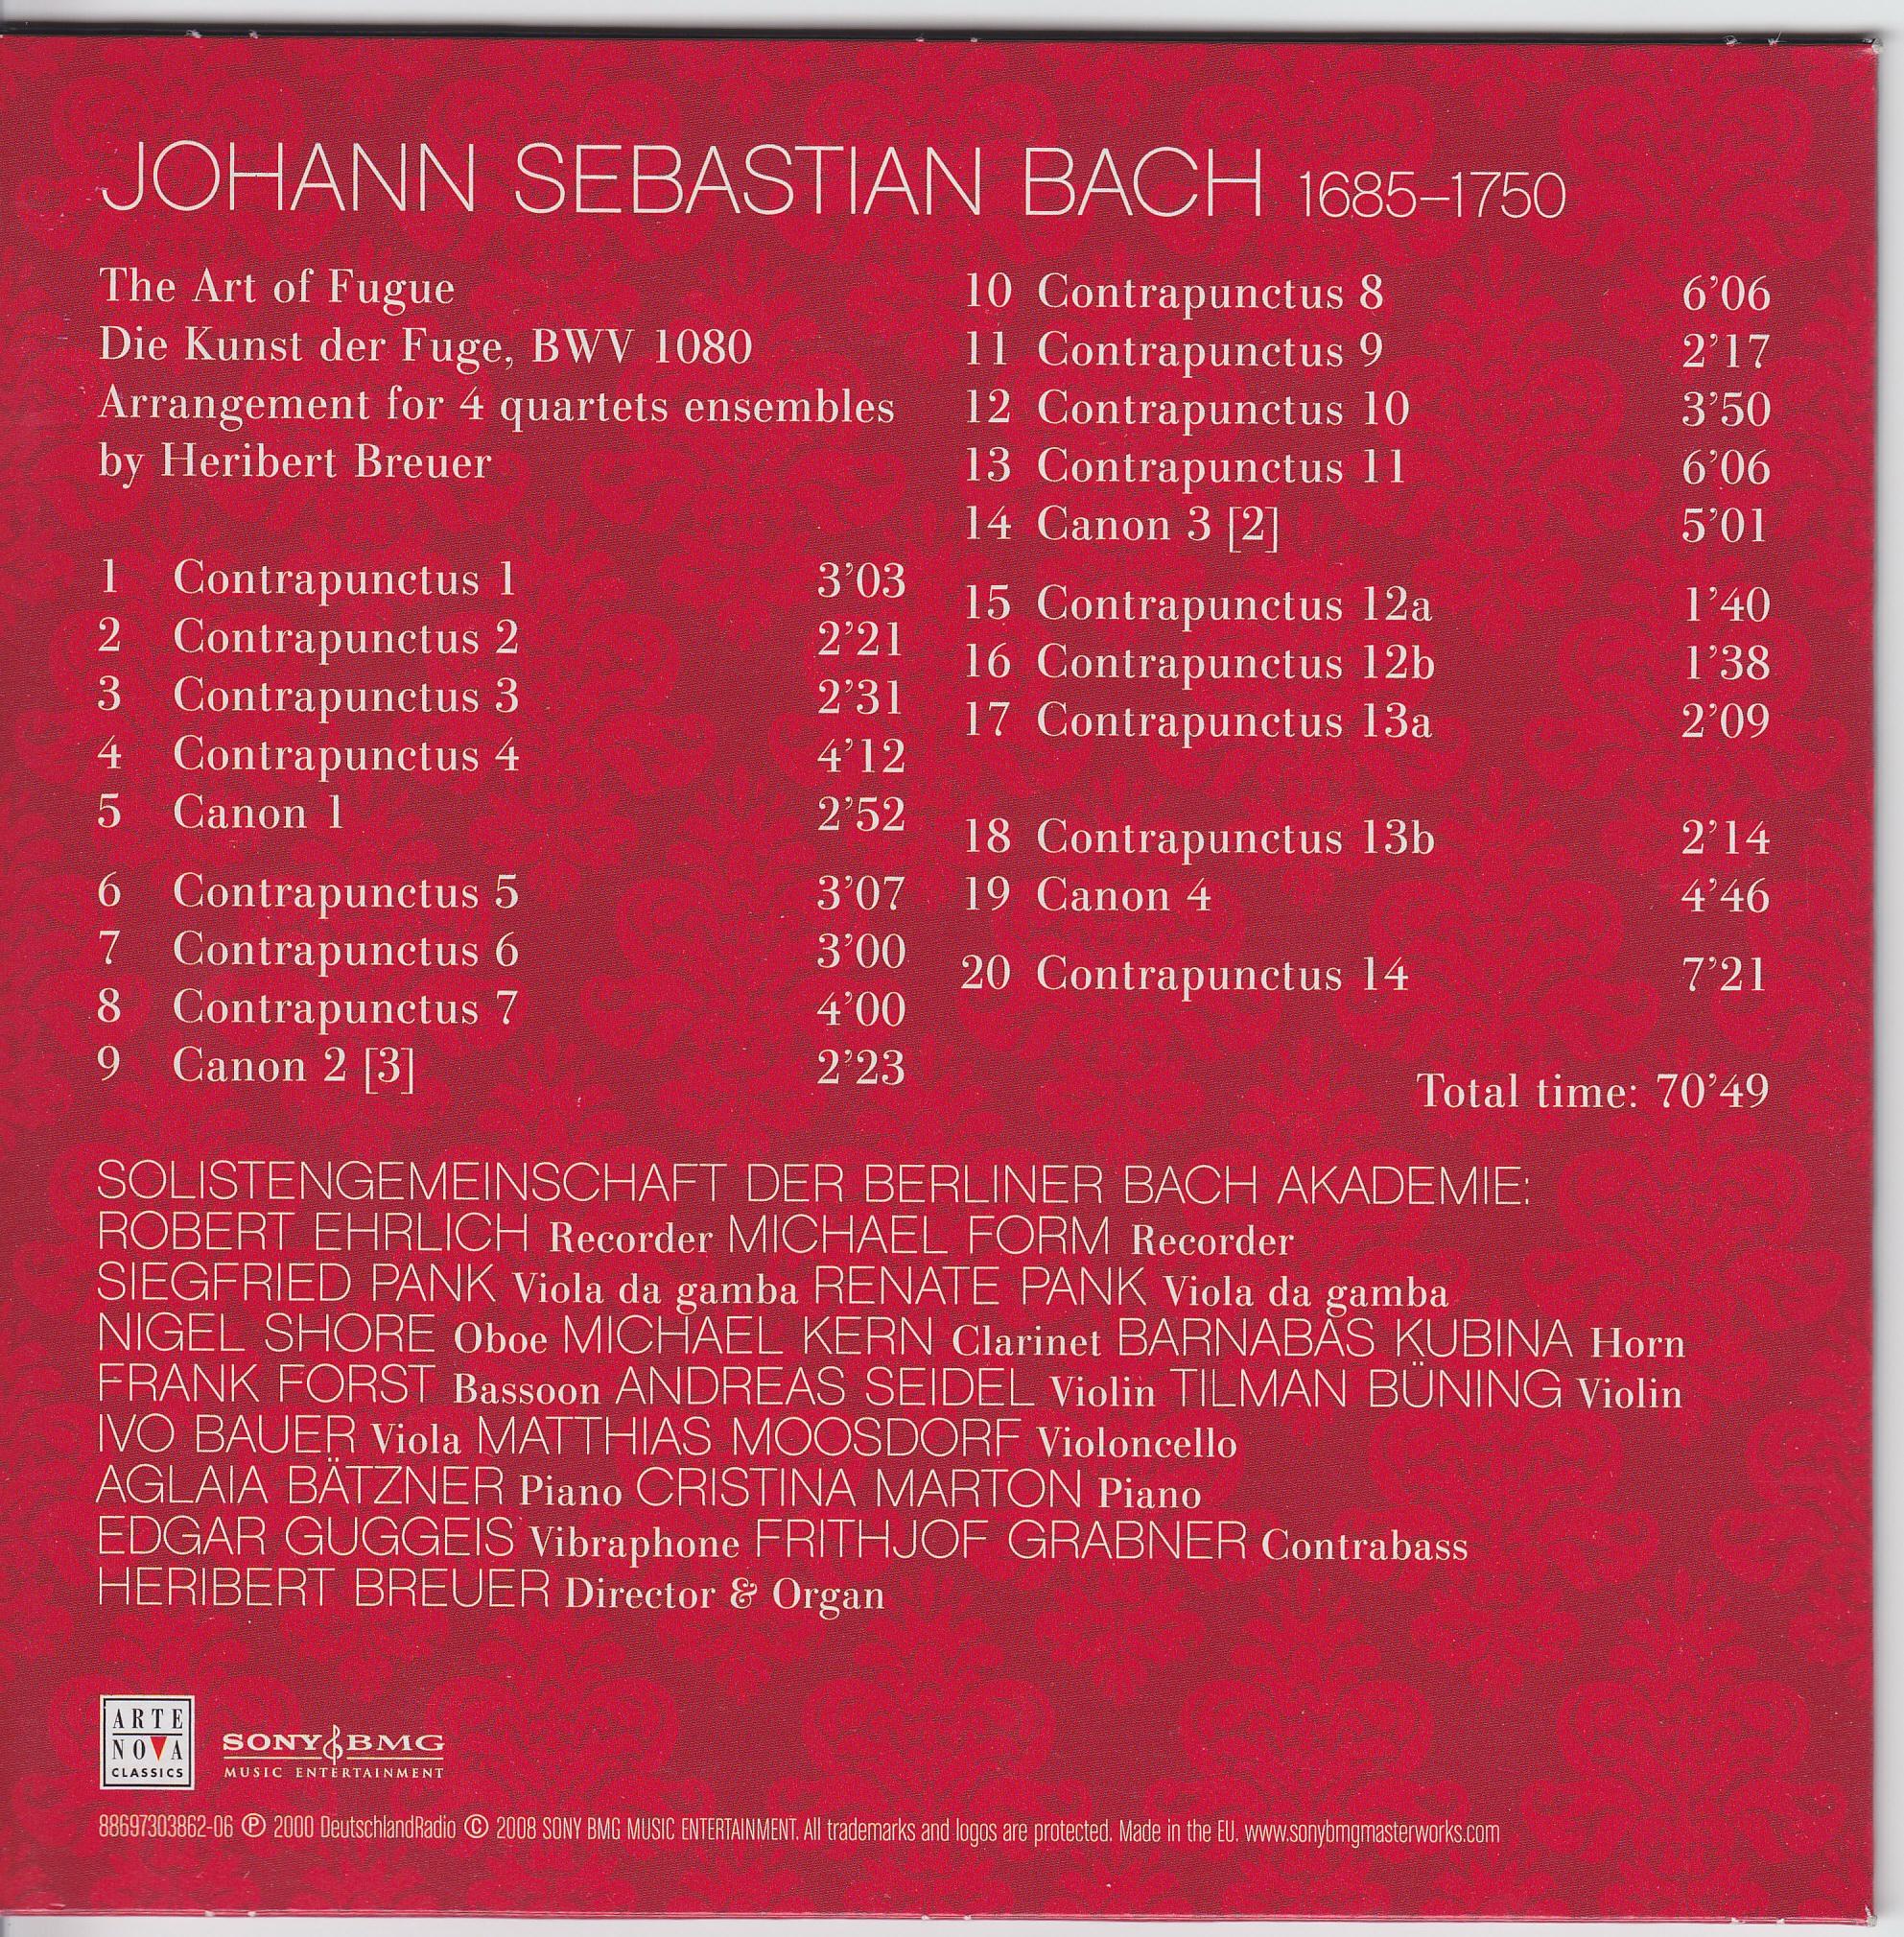 JOHANN SEBASTIAN BACH 1685–1750
The Art of Fugue
Die Kunst der Fuge, BWV 1080
Arrangement for 4 quartets ensembles
by Heribert Breuer
1 Contrapunctus 1 3’03
2 Contrapunctus 2 2’21
3 Contrapunctus 3 2’31
4 Contrapunctus 4 4’12
5 Canon 1 2’52
6 Contrapunctus 5 3’07
7 Contrapunctus 6 3’00
8 Contrapunctus 7 4’00
9 Canon 2 [3] 2’23
10 Contrapunctus 8 6’06
11 Contrapunctus 9 2’17
12 Contrapunctus 10 3’50
13 Contrapunctus 11 6’06
14 Canon 3 [2] 5’01
15 Contrapunctus 12a 1’40
16 Contrapunctus 12b 1’38
17 Contrapunctus 13a 2’09
18 Contrapunctus 13b 2’14
19 Canon 4 4’46
20 Contrapunctus 14 7’21
Total time: 70’49
SOLISTENGEMEINSCHAFT DER BERLINER BACH AKADEMIE:
ROBERT EHRLICH Recorder MICHAEL FORM Recorder
SIEGFRIED PANK Viola da gamba RENATE PANK Viola da gamba
NIGEL SHORE Oboe MICHAEL KERN Clarinet BARNABAS KUBINA Horn
FRANK FORST Bassoon ANDREAS SEIDEL Violin TILMAN BÜNING Violin
IVO BAUER Viola MATTHIAS MOOSDORF Violoncello
AGLAIA BÄTZNER Piano CRISTINA MARTON Piano
EDGAR GUGGEIS Vibraphone FRITHJOF GRABNER Contrabass
HERIBERT BREUER Director & Organ
ARTE
NOVA
CLASSICS
SONY BMG
MUSIC ENTERTAINMENT
88697303862-06 ℗ 2000 DeutschlandRadio © 2008 SONY BMG MUSIC ENTERTAINMENT. All trademarks and logos are protected. Made in the EU. www.sonybmgmasterworks.com